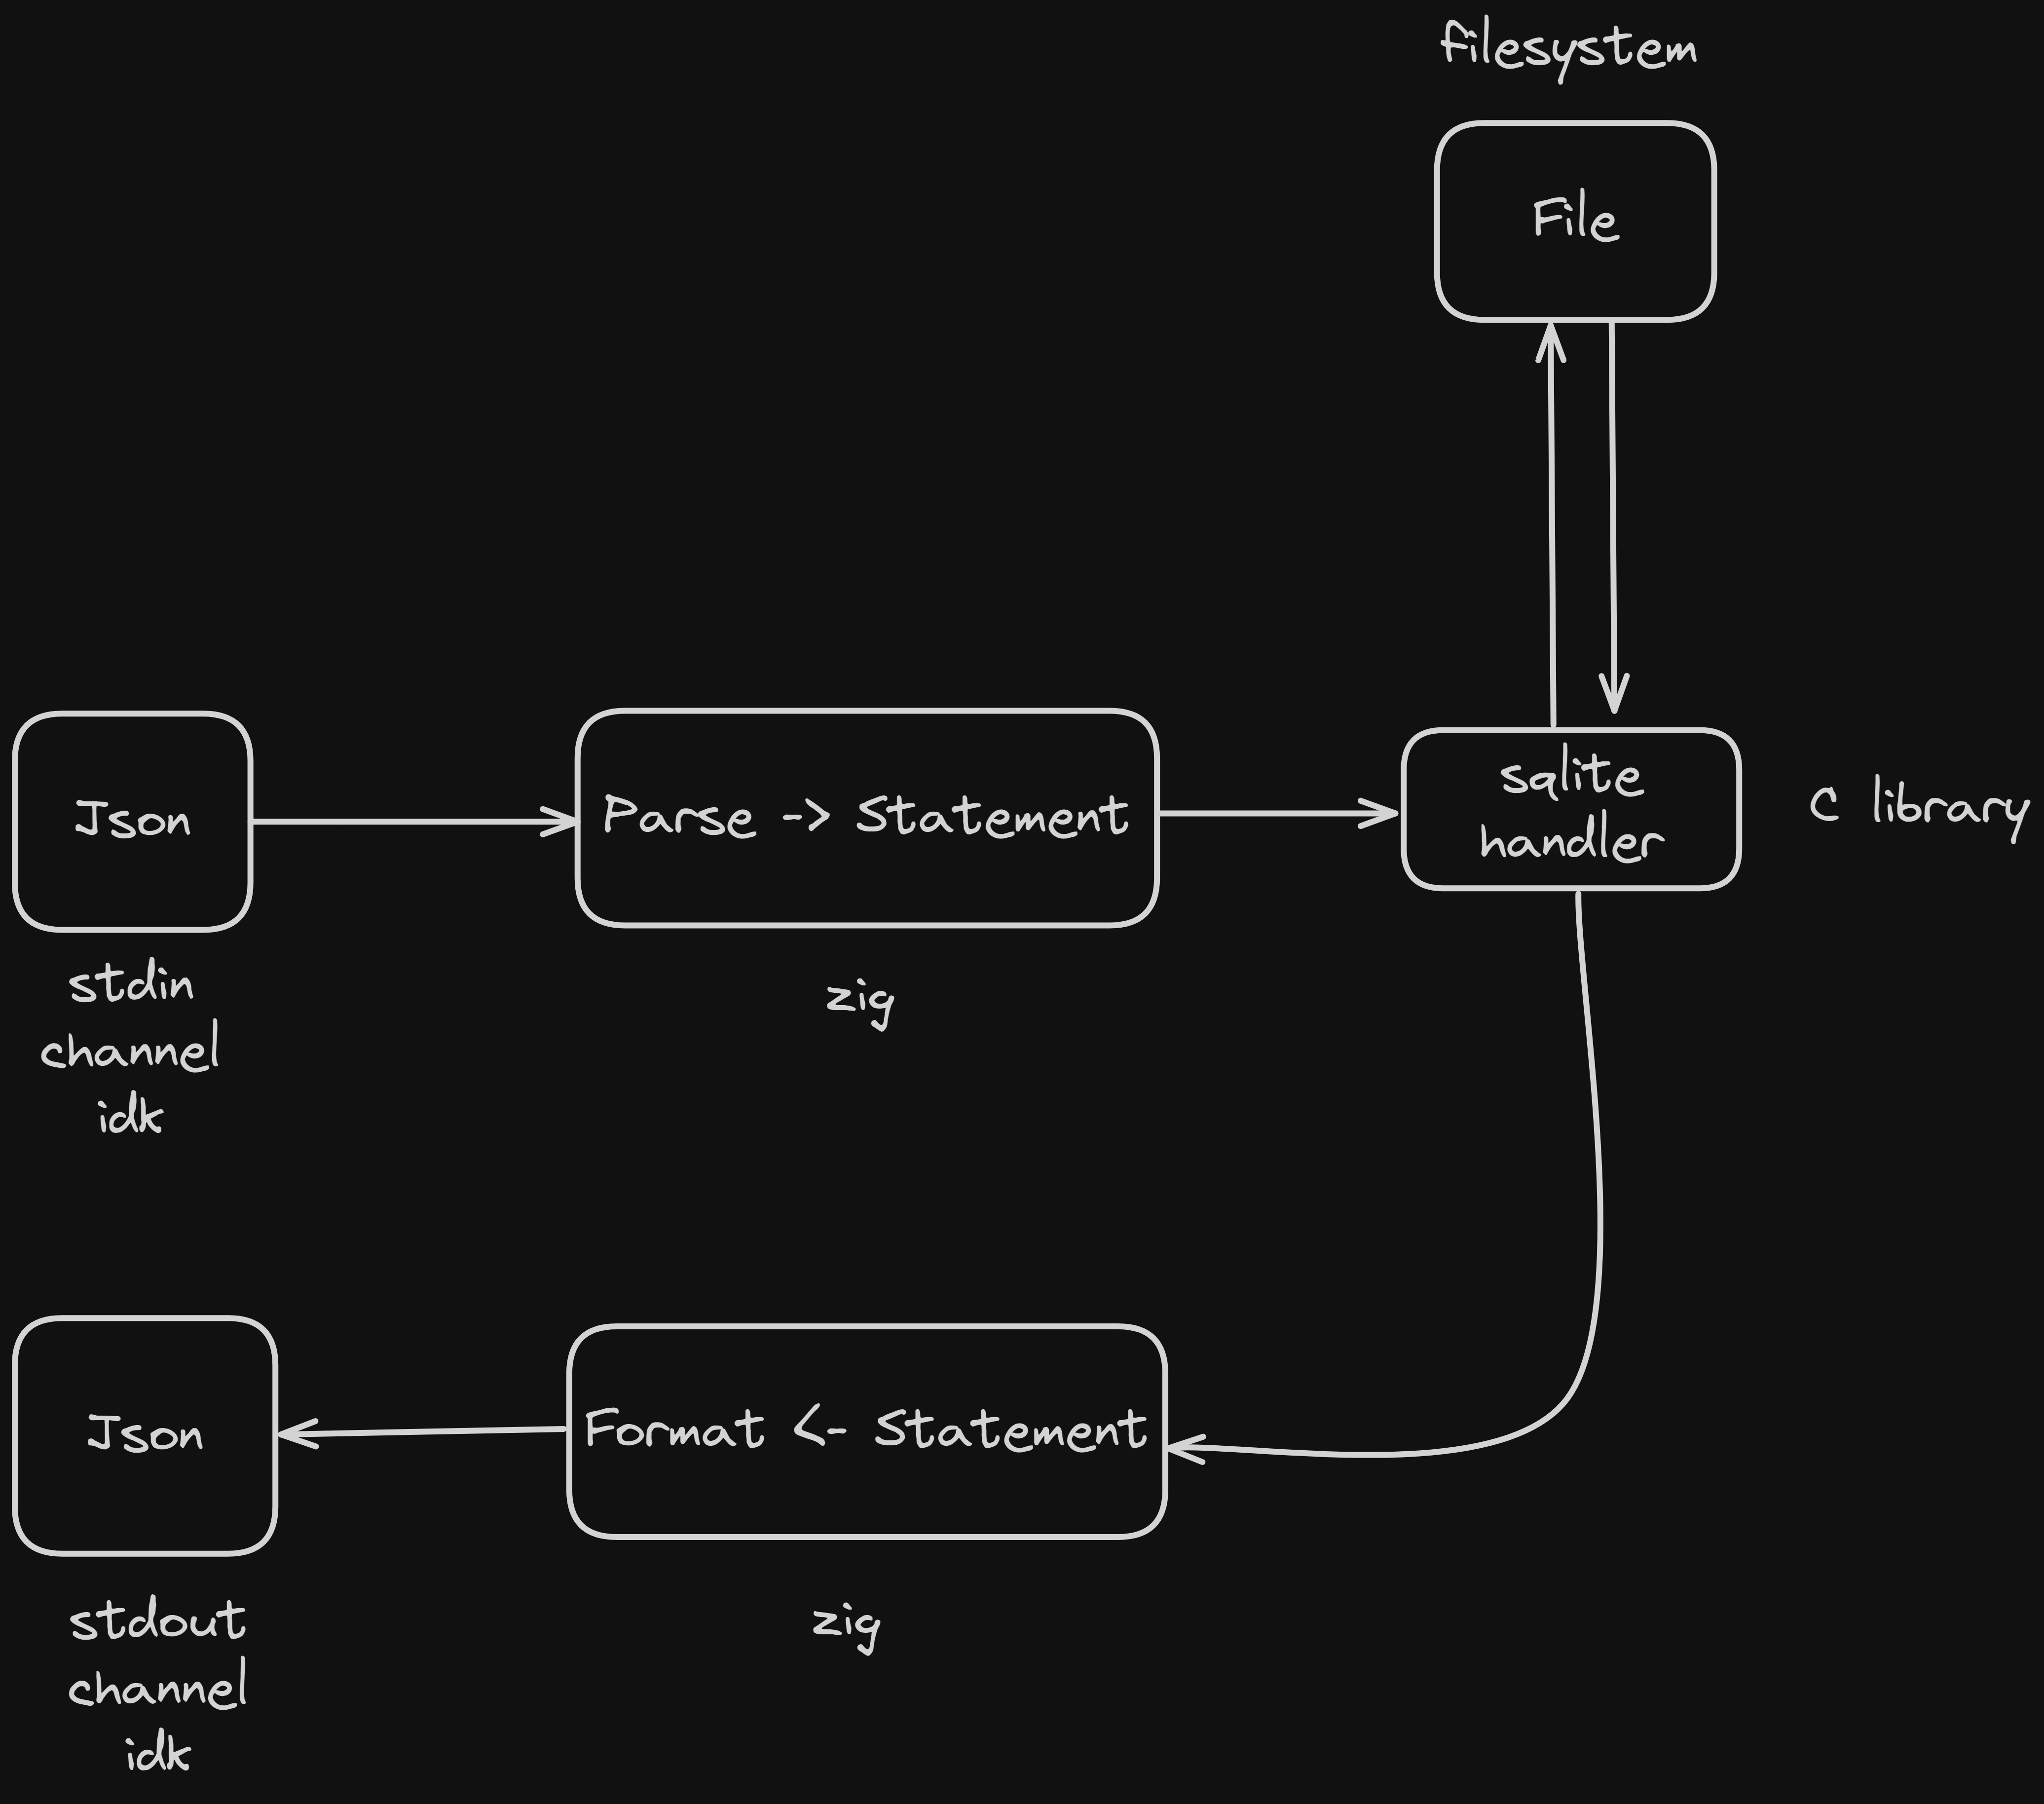 filesystem
File
Json
Parse -> Statement
sqlite
handler
c library
stdin
channel
idk
zig
Json
Format <- Statement
stdout
channel
idk
zig